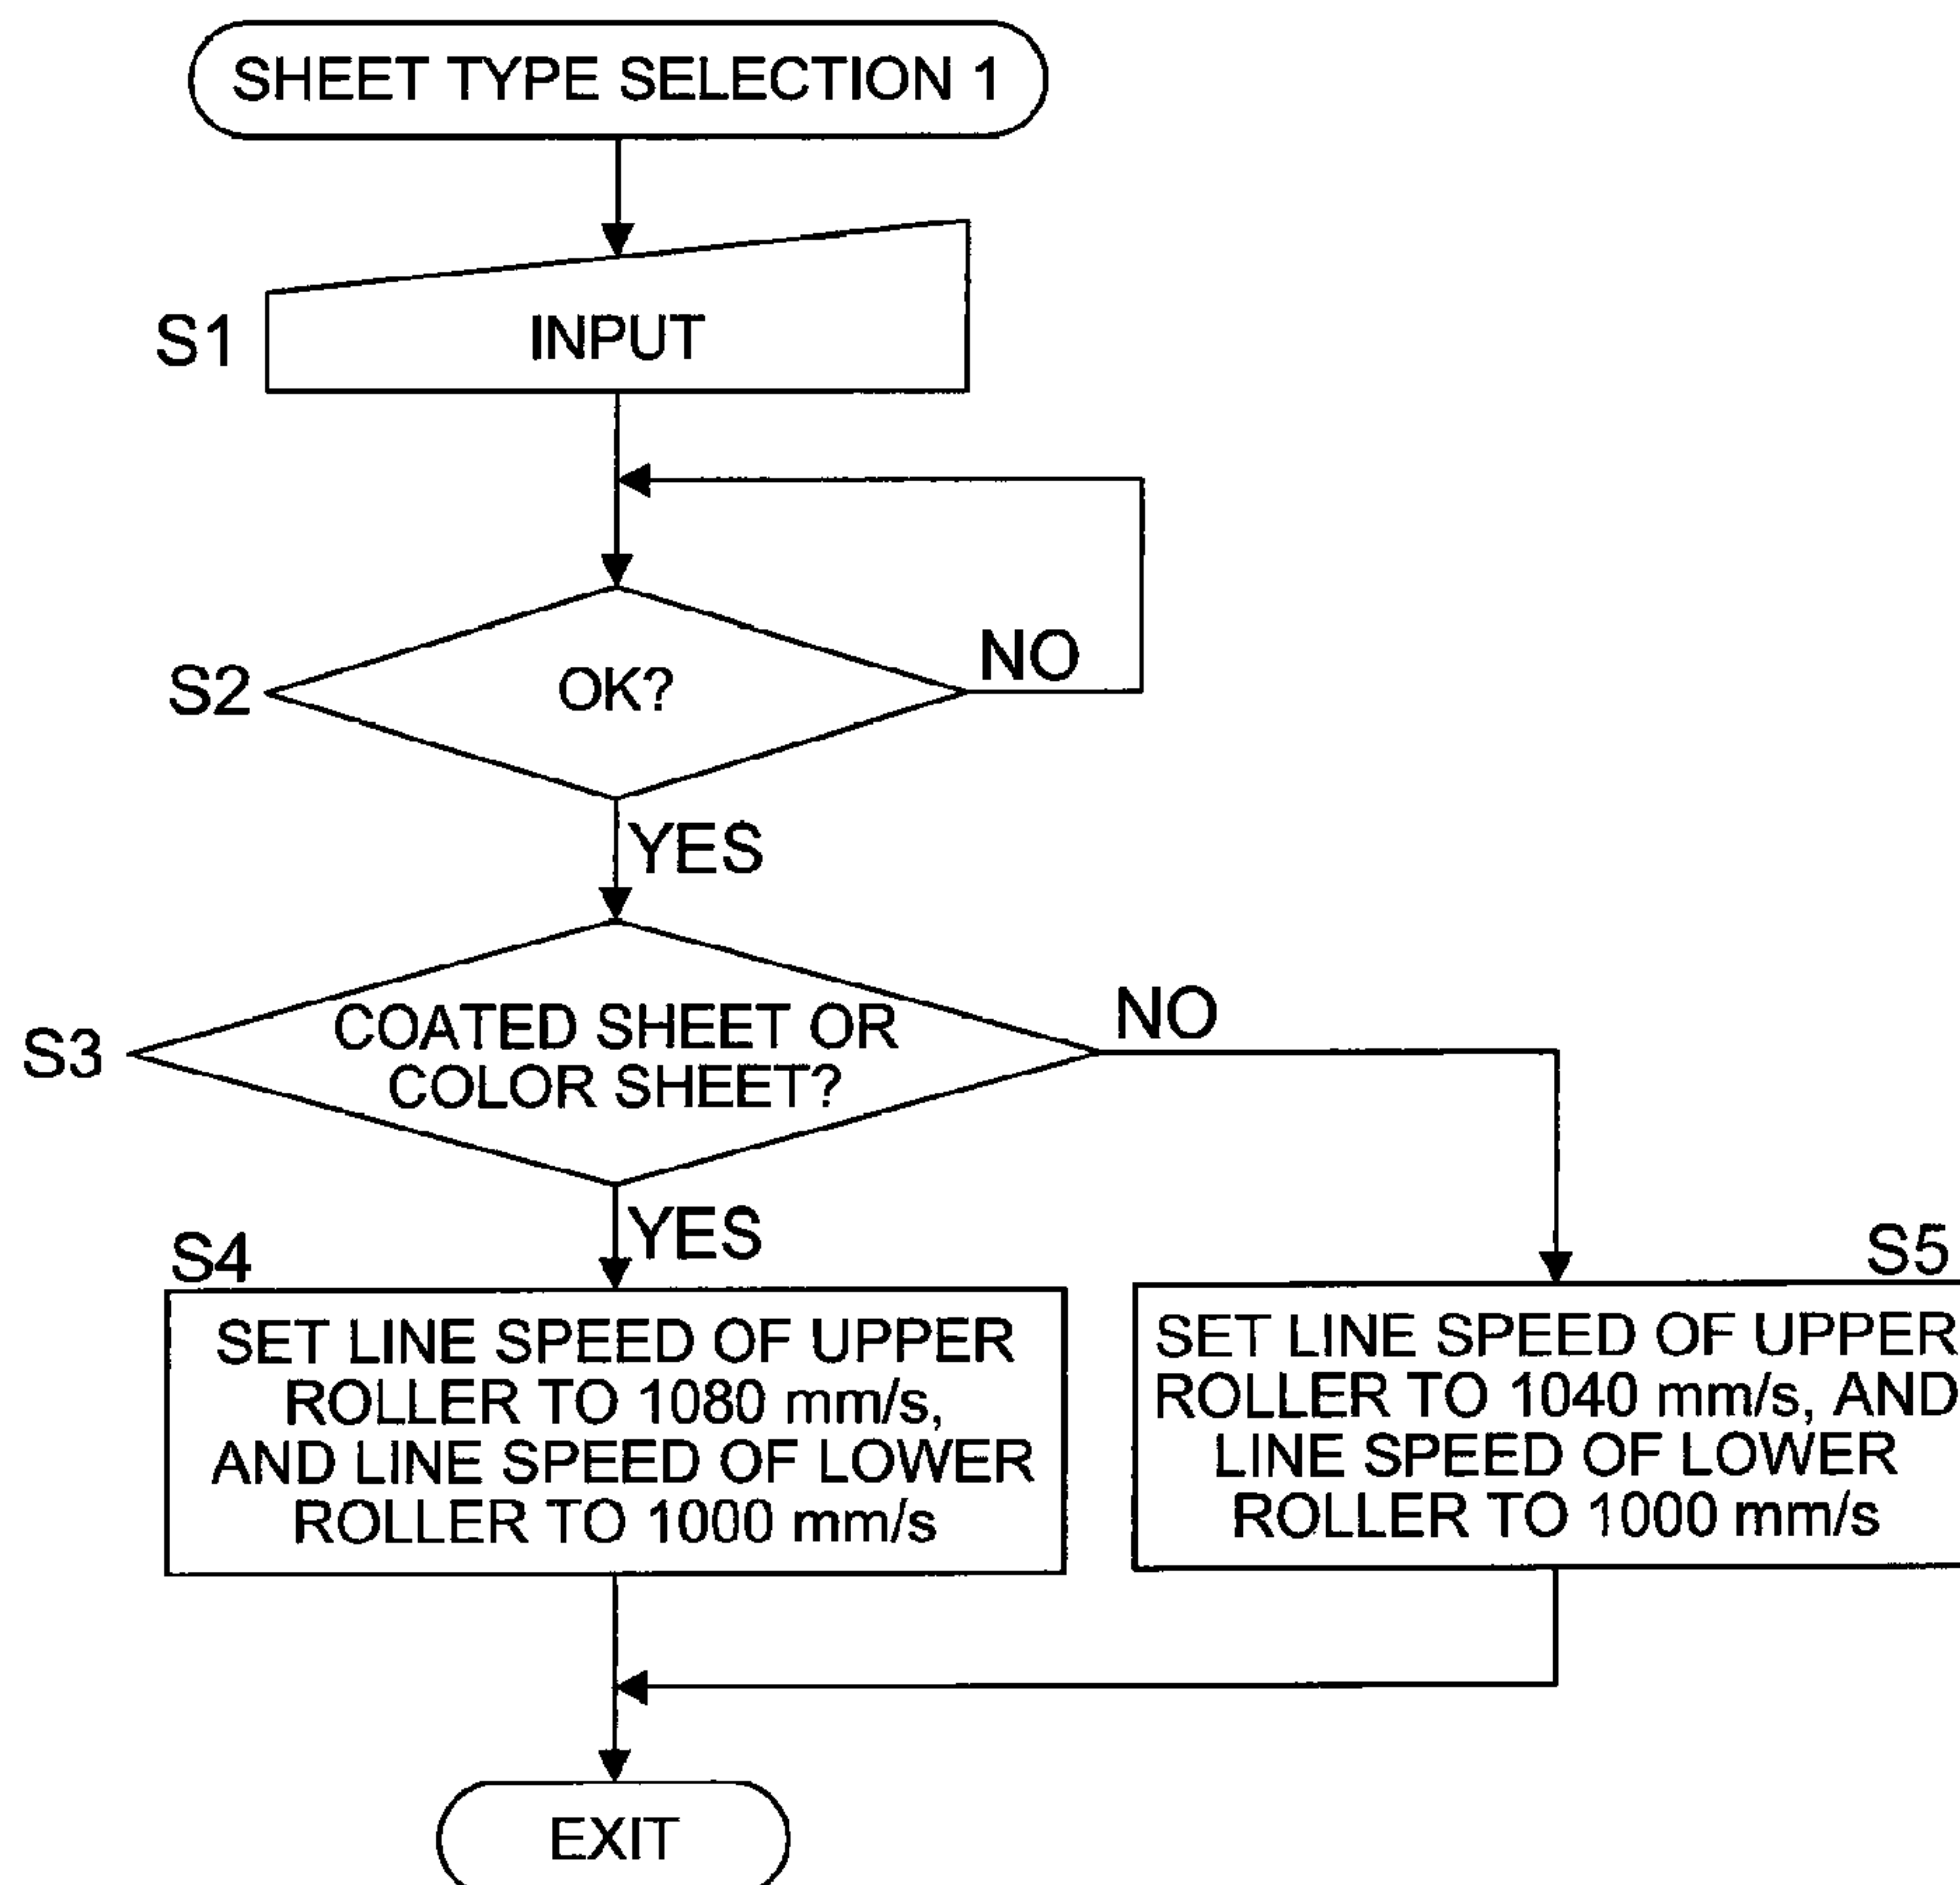 SHEET TYPE SELECTION 1
S1
INPUT
S2
OK?
NO
YES
S3
COATED SHEET OR
COLOR SHEET?
NO
YES
S4
SET LINE SPEED OF UPPER
ROLLER TO 1080 mm/s,
AND LINE SPEED OF LOWER
ROLLER TO 1000 mm/s
S5
SET LINE SPEED OF UPPER
ROLLER TO 1040 mm/s, AND
LINE SPEED OF LOWER
ROLLER TO 1000 mm/s
EXIT